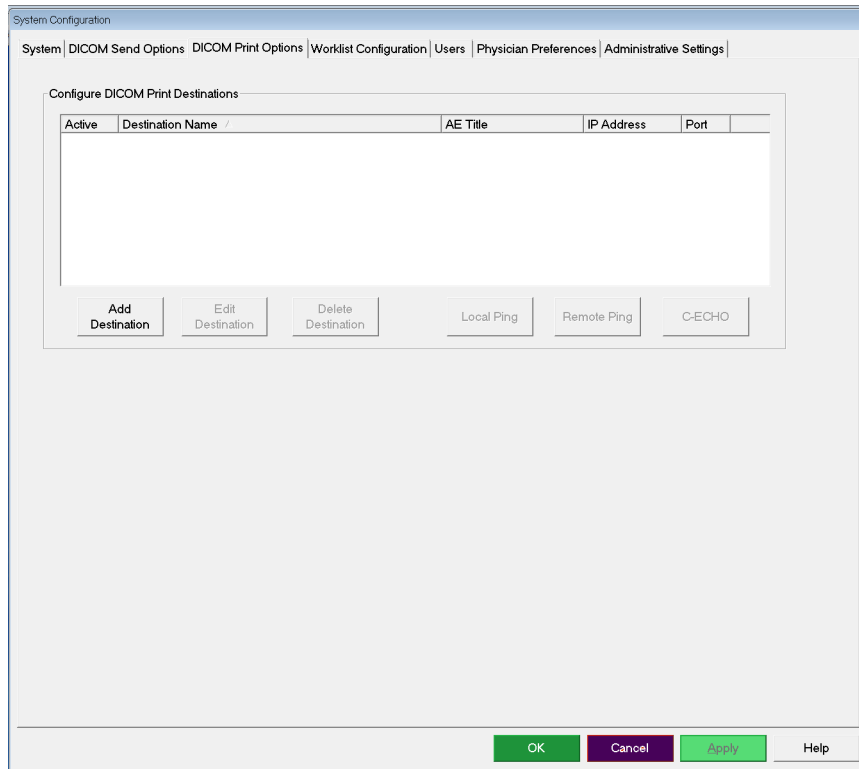 System Configuration
System DICOM Send Options DICOM Print Options Worklist Configuration Users Physician Preferences Administrative Settings
Configure DICOM Print Destinations
Active Destination Name AE Title IP Address Port
Add Destination Edit Destination Delete Destination Local Ping Remote Ping C-ECHO
OK Cancel Apply Help